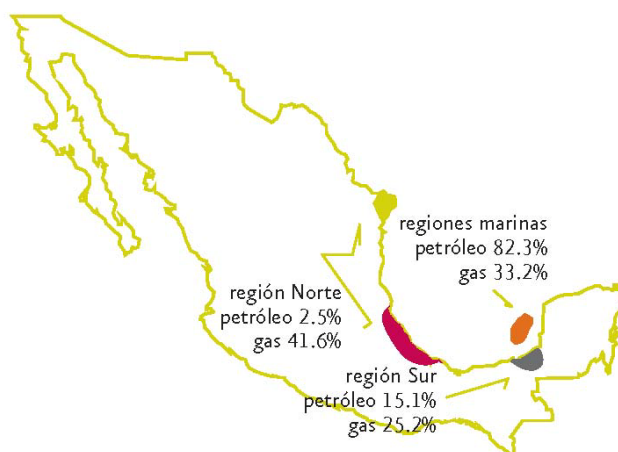 regiones marinas
petróleo 82.3%
gas 33.2%
región Norte
petróleo 2.5%
gas 41.6%
región Sur
petróleo 15.1%
gas 25.2%